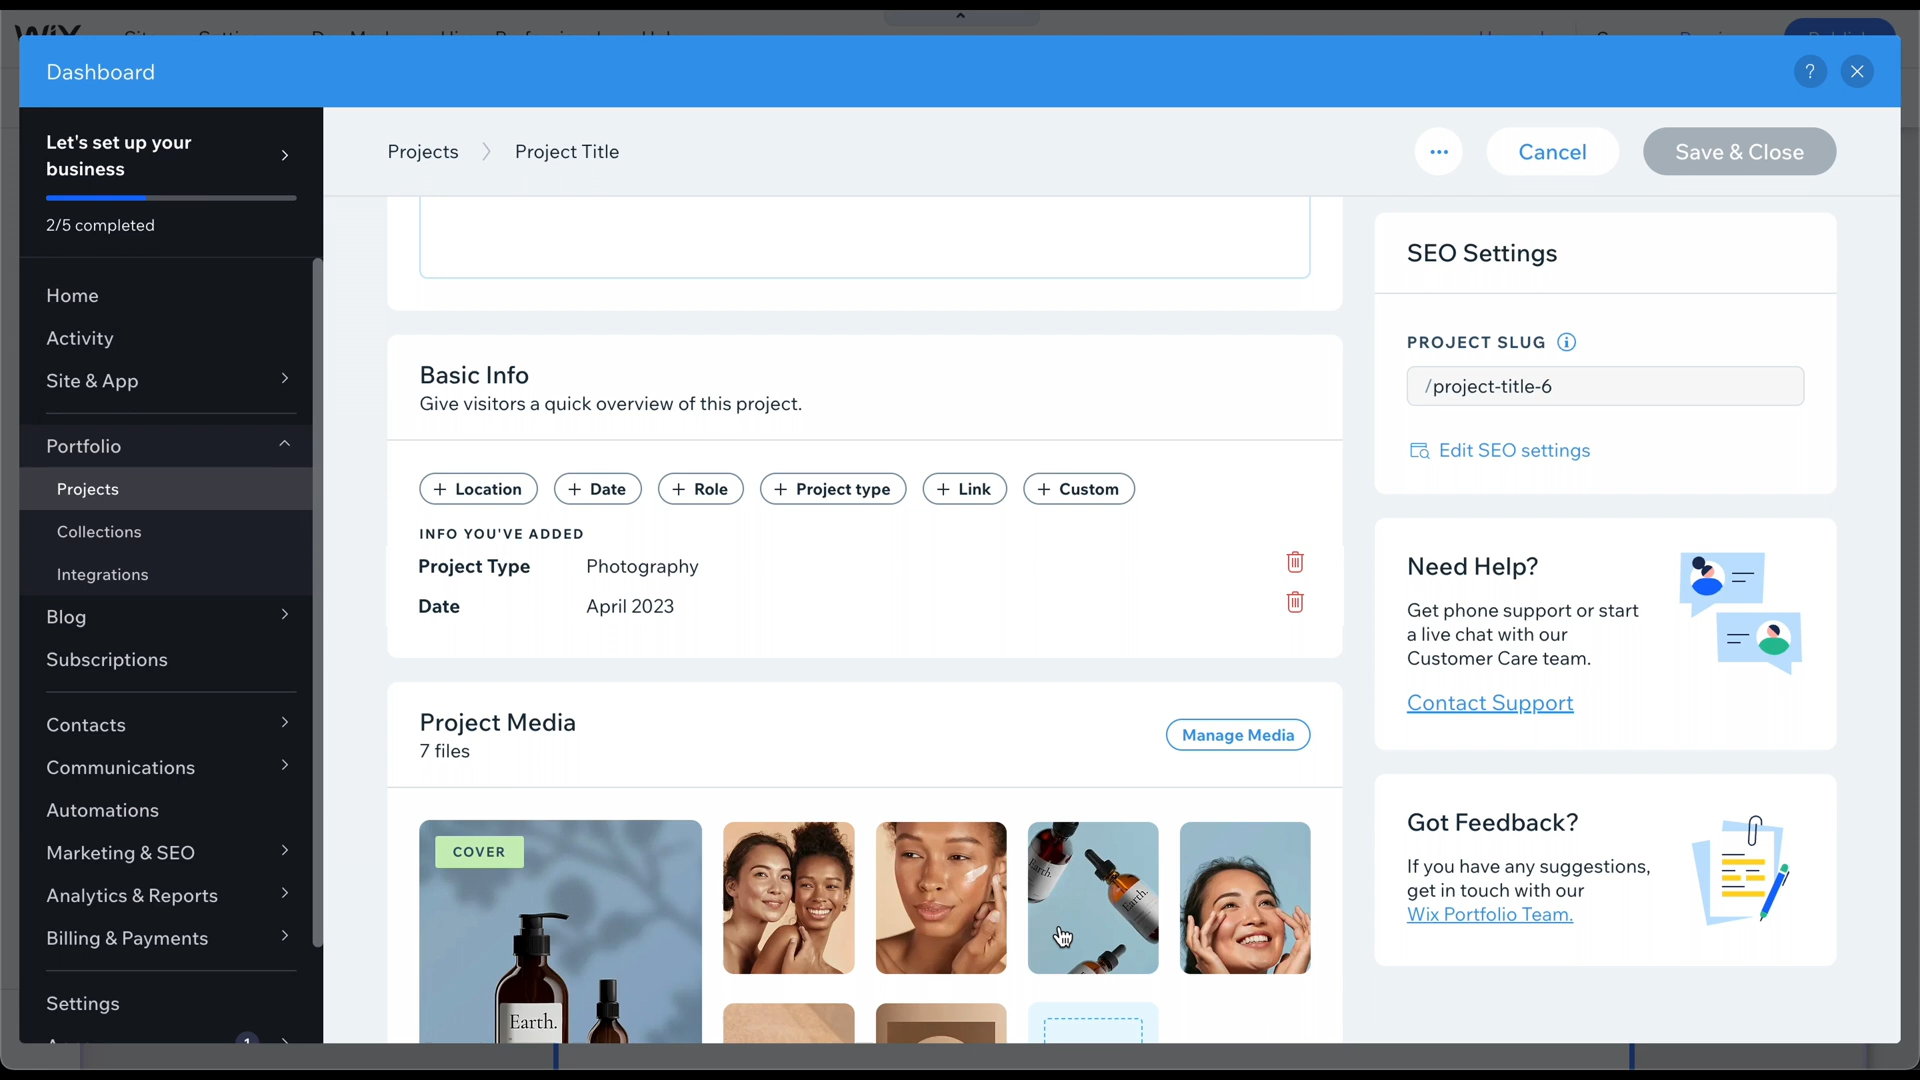 WIX
Dashboard
?
Let's set up your
business
2/5 completed
Home
Activity
Site & App
Portfolio
Projects
Collections
Integrations
Blog
Subscriptions
Contacts
Communications
Automations
Marketing & SEO
Analytics & Reports
Billing & Payments
Settings
1
Projects
Project Title
Cancel
Save & Close
Basic Info
Give visitors a quick overview of this project.
+ Location + Date + Role + Project type + Link + Custom
INFO YOU'VE ADDED
Project Type Photography
Date April 2023
Project Media
7 files
Manage Media
COVER
Earth.
Earth.
Earth.
SEO Settings
PROJECT SLUG
/project-title-6
Edit SEO settings
Need Help?
Get phone support or start
a live chat with our
Customer Care team.
Contact Support
Got Feedback?
If you have any suggestions,
get in touch with our
Wix Portfolio Team.